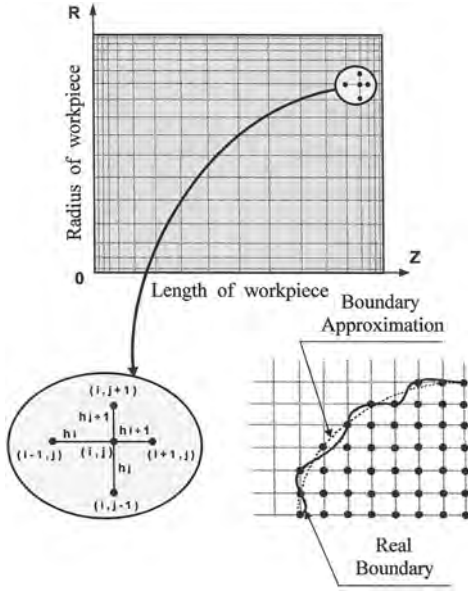 R
Radius of workpiece
0
Z
Length of workpiece
Boundary
Approximation
(i,j+1)
hj+1
hi
hi+1
(i-1,j)
(i,j)
(i+1,j)
hj
(i,j-1)
Real
Boundary